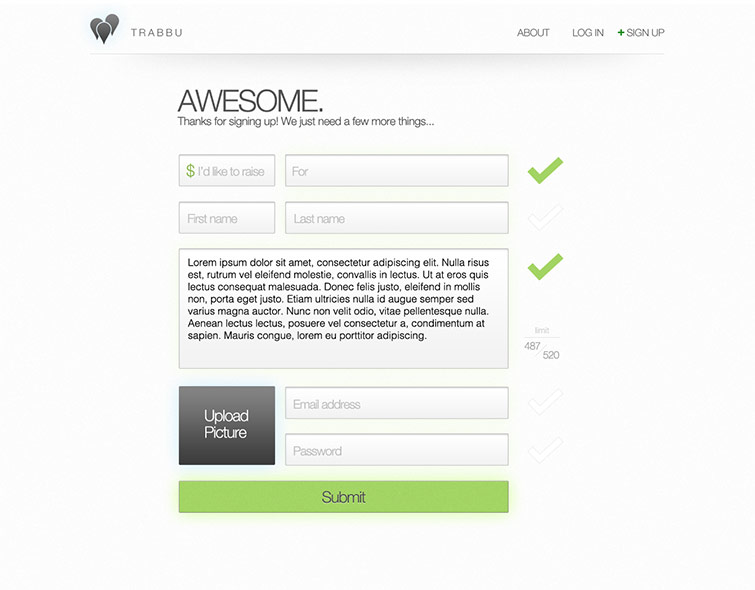 TRABBU
ABOUT LOG IN + SIGN UP
AWESOME.
Thanks for signing up! We just need a few more things...
$ I'd like to raise
For
First name
Last name
Lorem ipsum dolor sit amet, consectetur adipiscing elit. Nulla risus
est, rutrum vel eleifend molestie, convallis in lectus. Ut at eros quis
lectus consequat malesuada. Donec felis justo, eleifend in mollis
non, porta eget justo. Etiam ultricies nulla id augue semper sed
varius magna auctor. Nunc non velit odio, vitae pellentesque nulla.
Aenean lectus lectus, posuere vel consectetur a, condimentum at
sapien. Mauris congue, lorem eu porttitor adipiscing.
limit
487/520
Upload
Picture
Email address
Password
Submit